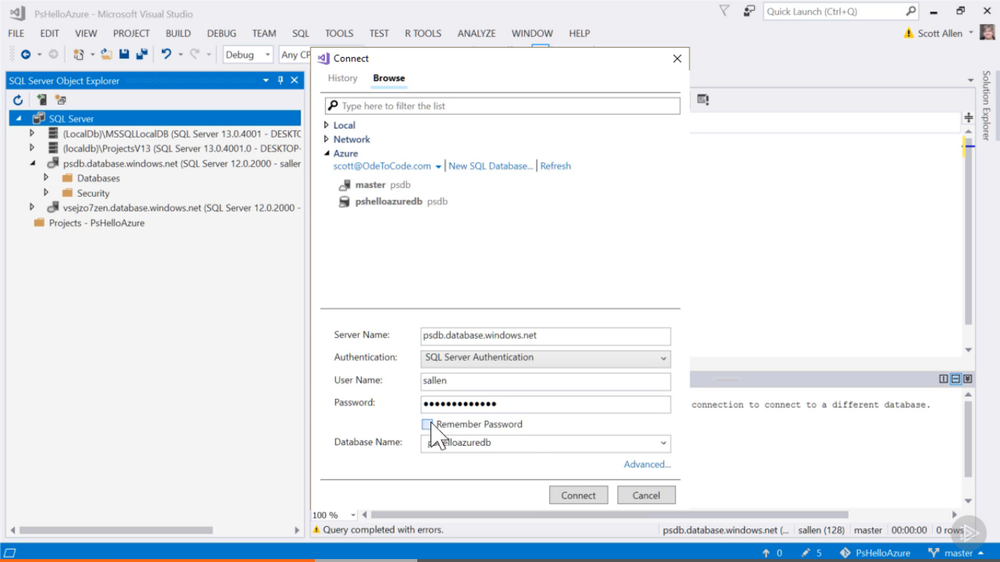 PsHelloAzure - Microsoft Visual Studio
Quick Launch (Ctrl+Q)
FILE EDIT VIEW PROJECT BUILD DEBUG TEAM SQL TOOLS TEST R TOOLS ANALYZE WINDOW HELP
Scott Allen
Debug
Any CP
Connect
History Browse
Type here to filter the list
Local
Network
Azure
scott@OdeToCode.com New SQL Database... Refresh
master psdb
pshelloazuredb psdb
Server Name: psdb.database.windows.net
Authentication: SQL Server Authentication
User Name: sallen
Password: •••••••••••••
Remember Password
Database Name: pshelloazuredb
Advanced...
Connect Cancel
SQL Server Object Explorer
SQL Server
(LocalDb)\MSSQLLocalDB (SQL Server 13.0.4001 - DESKTC
(localdb)\ProjectsV13 (SQL Server 13.0.4001.0 - DESKTOP-
psdb.database.windows.net (SQL Server 12.0.2000 - saller
Databases
Security
vsejzo7zen.database.windows.net (SQL Server 12.0.2000 -
Projects - PsHelloAzure
Solution Explorer
connection to connect to a different database.
100 %
Query completed with errors.
psdb.database.windows.net (... sallen (128) master 00:00:00 0 rows
0 5 PsHelloAzure master